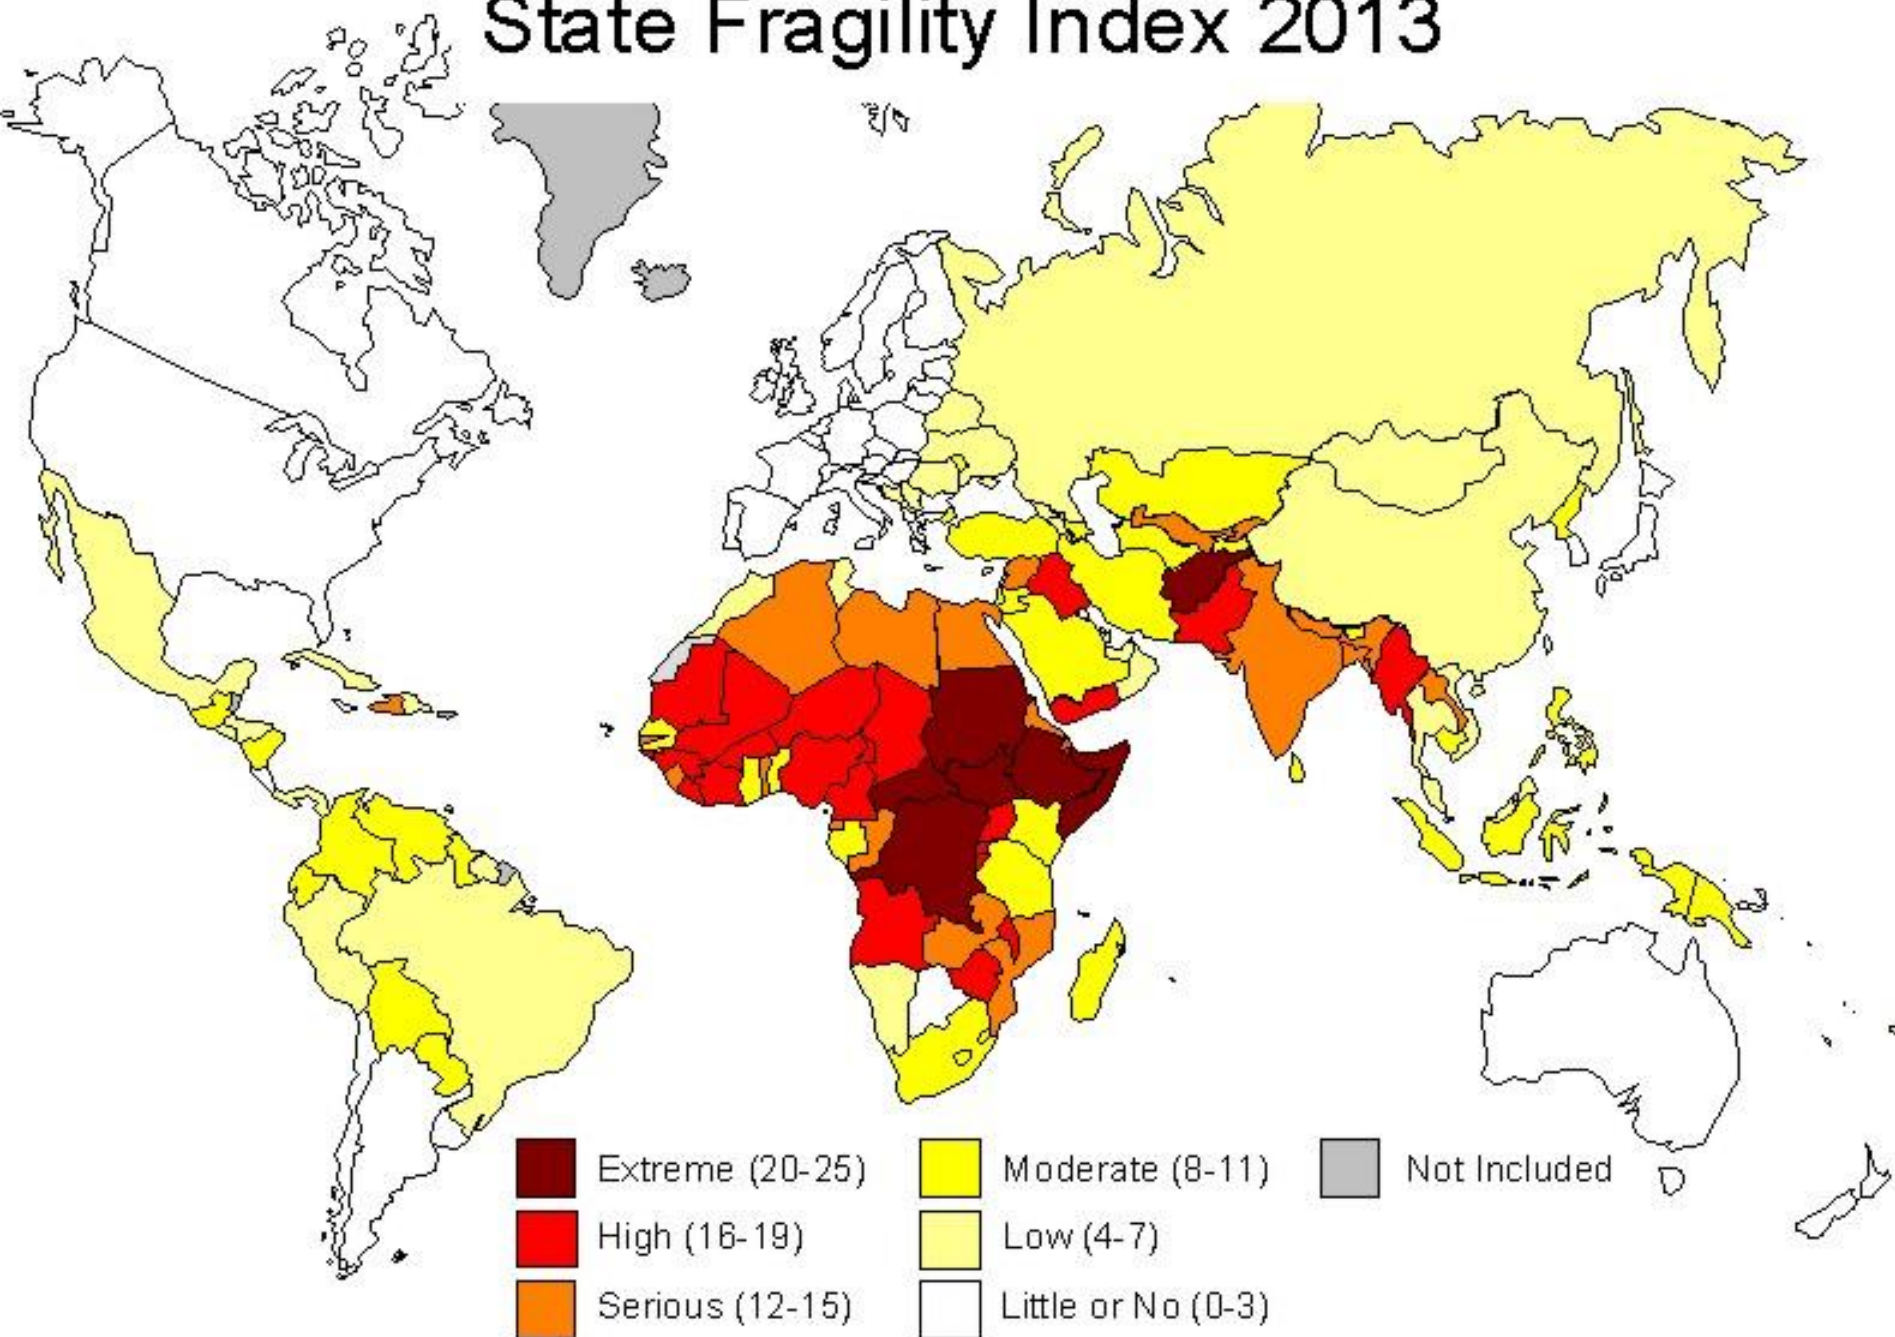 State Fragility Index 2013
Extreme (20-25)
High (16-19)
Serious (12-15)
Moderate (8-11)
Low (4-7)
Little or No (0-3)
Not Included